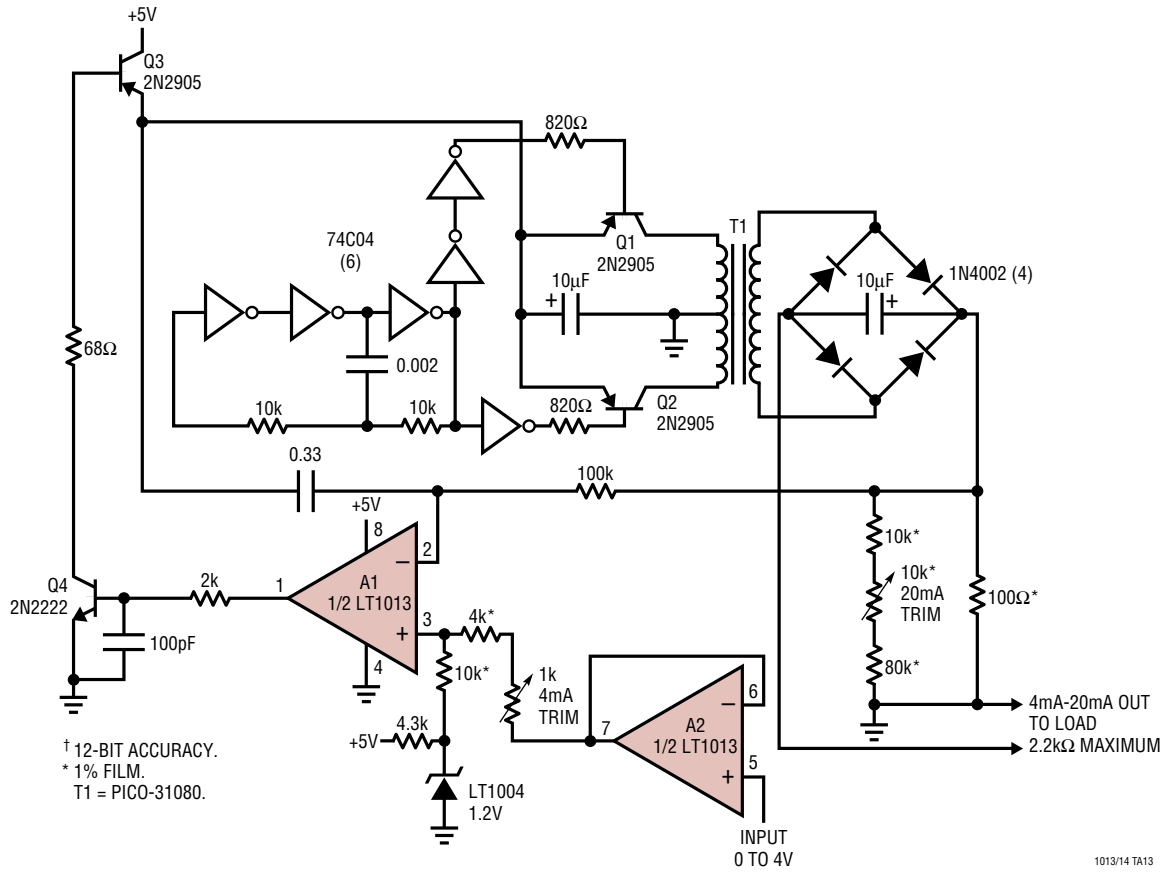 +5V
Q3
2N2905
820Ω
T1
74C04
(6)
Q1
2N2905
10µF
+
10µF
+
1N4002 (4)
68Ω
0.002
10k
10k
820Ω
Q2
2N2905
0.33
100k
+5V
8
2
−
A1
1/2 LT1013
1
3
+
4
Q4
2N2222
2k
100pF
4k*
10k*
1k
4mA
TRIM
10k*
10k*
20mA
TRIM
80k*
100Ω*
4.3k
+5V
LT1004
1.2V
7
6
−
A2
1/2 LT1013
5
+
INPUT
0 TO 4V
4mA-20mA OUT
TO LOAD
2.2kΩ MAXIMUM
† 12-BIT ACCURACY.
* 1% FILM.
T1 = PICO-31080.
1013/14 TA13